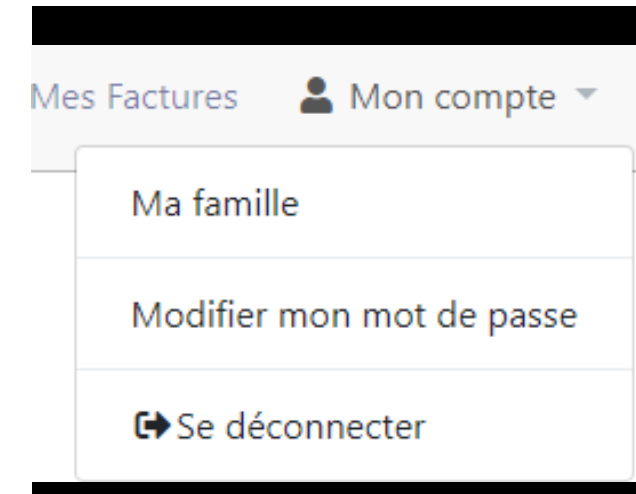 Mes Factures Mon compte
Ma famille
Modifier mon mot de passe
Se déconnecter